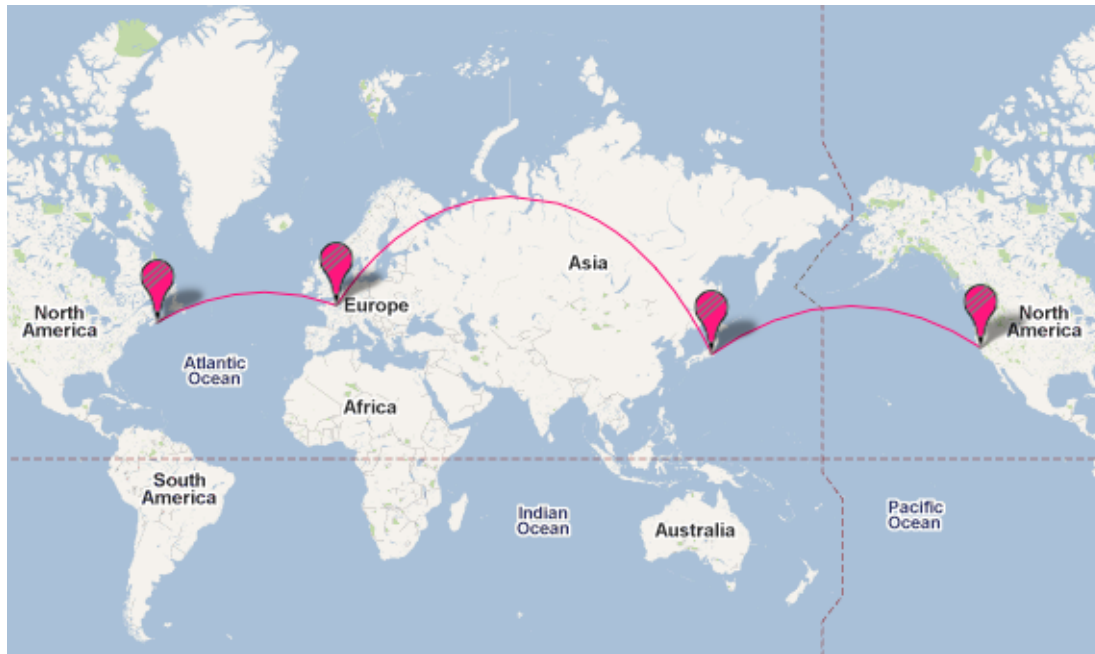 North
America
Atlantic
Ocean
South
America
Europe
Africa
Asia
Indian
Ocean
Australia
Pacific
Ocean
North
America